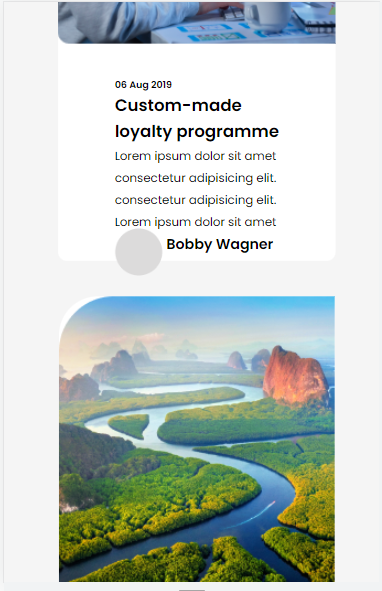 06 Aug 2019
Custom-made
loyalty programme
Lorem ipsum dolor sit amet
consectetur adipisicing elit.
consectetur adipisicing elit.
Lorem ipsum dolor sit amet
Bobby Wagner